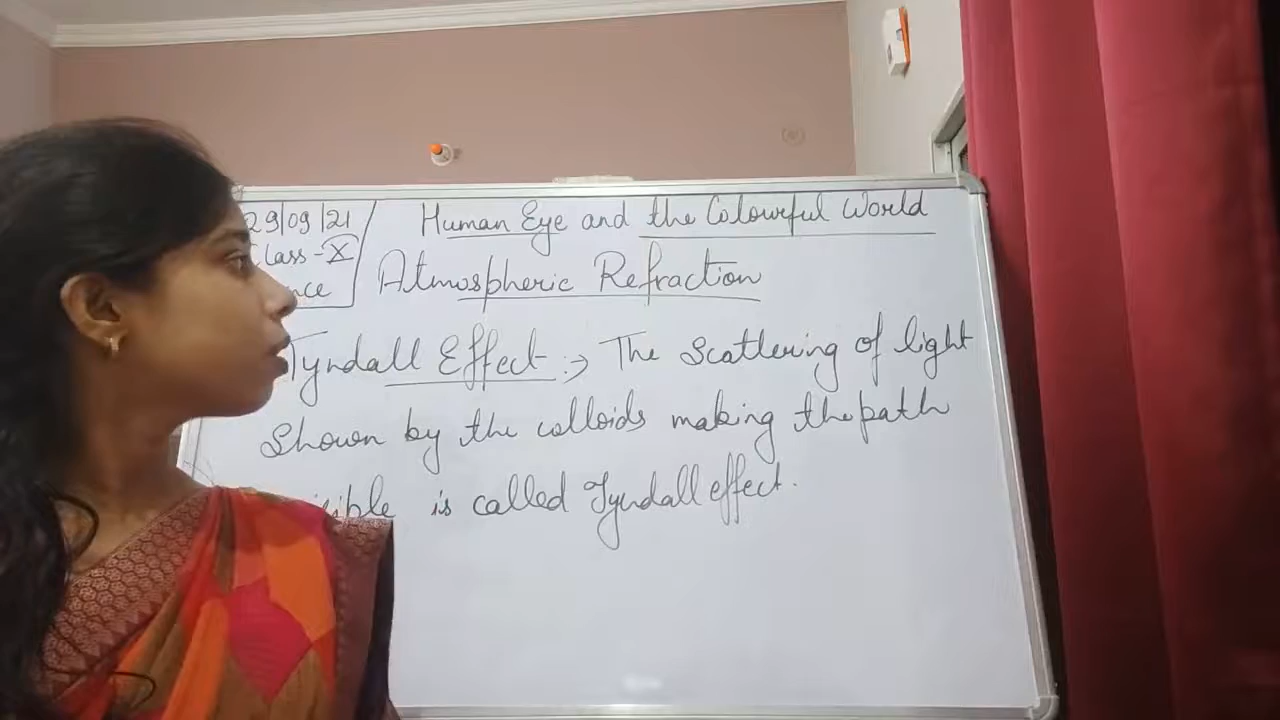 29/09/21
Class - X
Human Eye and the Colourful World
Atmospheric Refraction
Tyndall Effect :→ The Scattering of light
Shown by the colloids making the path
is called Tyndall effect.